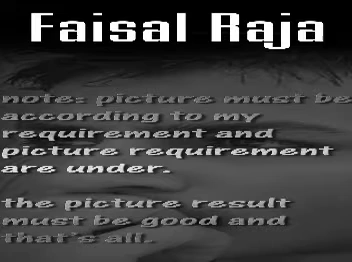 Faisal Raja
note: picture must be
according to my
requirement and
picture requirement
are under.
the picture result
must be good and
that's all.